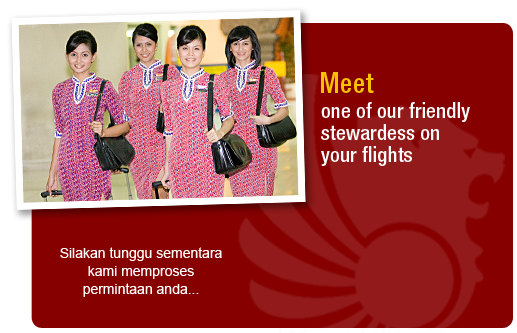 Meet
one of our friendly
stewardess on
your flights
Silakan tunggu sementara
kami memproses
permintaan anda...